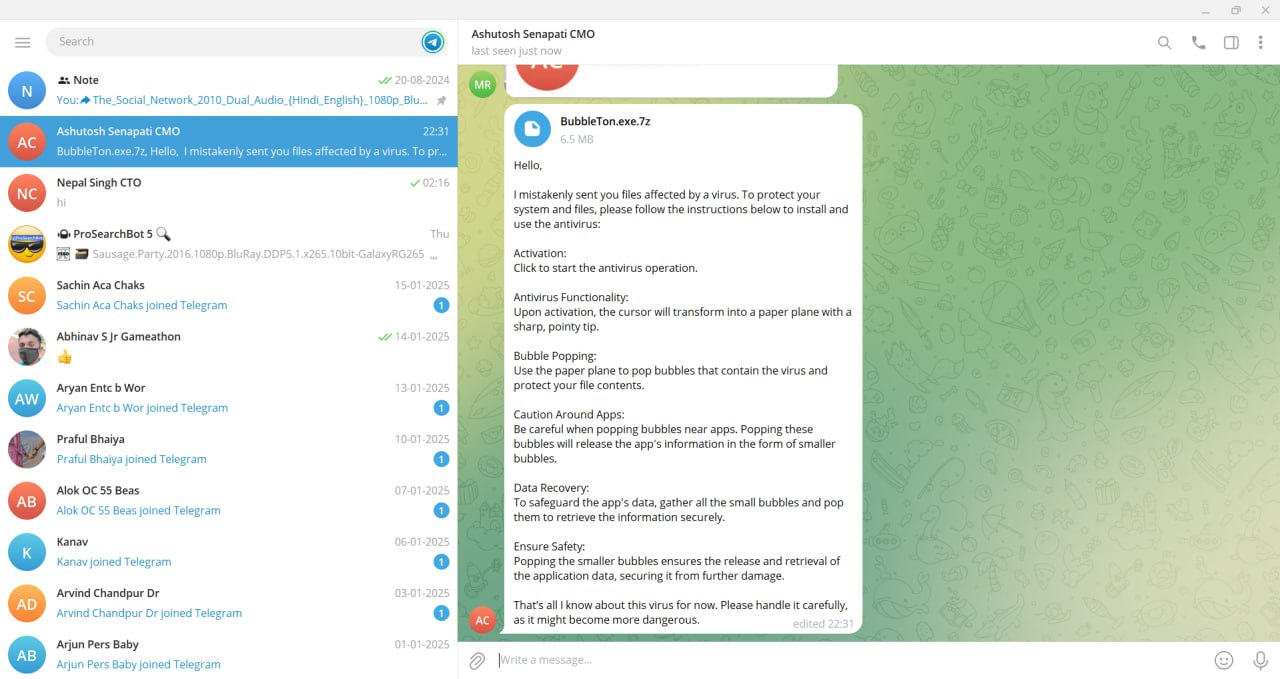 Search
N
Note
20-08-2024
You: The_Social_Network_2010_Dual_Audio_{Hindi_English}_1080p_Blu...
AC
Ashutosh Senapati CMO
22:31
BubbleTon.exe.7z, Hello,  I mistakenly sent you files affected by a virus. To pr...
NC
Nepal Singh CTO
02:16
hi
ProSearchBot 5
Thu
Sausage.Party.2016.1080p.BluRay.DDP5.1.x265.10bit-GalaxyRG265 ...
SC
Sachin Aca Chaks
15-01-2025
Sachin Aca Chaks joined Telegram
1
Abhinav S Jr Gameathon
14-01-2025
👍
AW
Aryan Entc b Wor
13-01-2025
Aryan Entc b Wor joined Telegram
1
Praful Bhaiya
10-01-2025
Praful Bhaiya joined Telegram
1
AB
Alok OC 55 Beas
07-01-2025
Alok OC 55 Beas joined Telegram
1
K
Kanav
06-01-2025
Kanav joined Telegram
1
AD
Arvind Chandpur Dr
03-01-2025
Arvind Chandpur Dr joined Telegram
1
AB
Arjun Pers Baby
01-01-2025
Arjun Pers Baby joined Telegram
Ashutosh Senapati CMO
last seen just now
MR
AC
BubbleTon.exe.7z
6.5 MB
Hello,
I mistakenly sent you files affected by a virus. To protect your
system and files, please follow the instructions below to install and
use the antivirus:
Activation:
Click to start the antivirus operation.
Antivirus Functionality:
Upon activation, the cursor will transform into a paper plane with a
sharp, pointy tip.
Bubble Popping:
Use the paper plane to pop bubbles that contain the virus and
protect your file contents.
Caution Around Apps:
Be careful when popping bubbles near apps. Popping these
bubbles will release the app's information in the form of smaller
bubbles.
Data Recovery:
To safeguard the app's data, gather all the small bubbles and pop
them to retrieve the information securely.
Ensure Safety:
Popping the smaller bubbles ensures the release and retrieval of
the application data, securing it from further damage.
That's all I know about this virus for now. Please handle it carefully,
as it might become more dangerous.
edited 22:31
AC
Write a message...